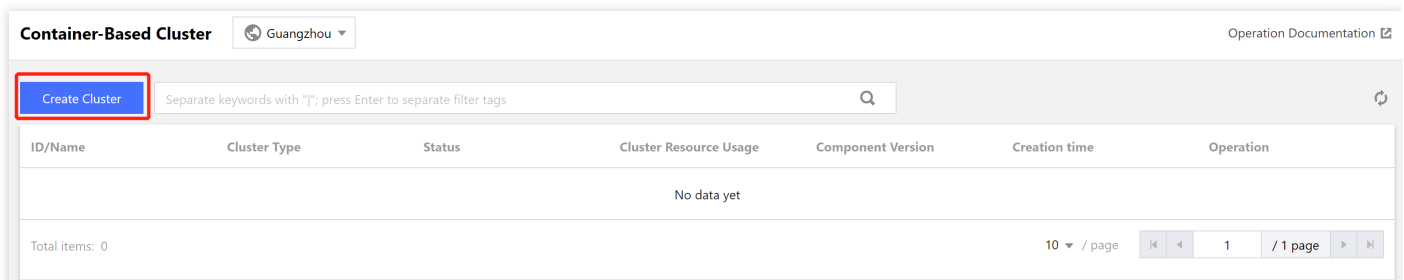 Container-Based Cluster Guangzhou Operation Documentation
Create Cluster Separate keywords with "|"; press Enter to separate filter tags
ID/Name Cluster Type Status Cluster Resource Usage Component Version Creation time Operation
No data yet
Total items: 0 10 / page 1 / 1 page